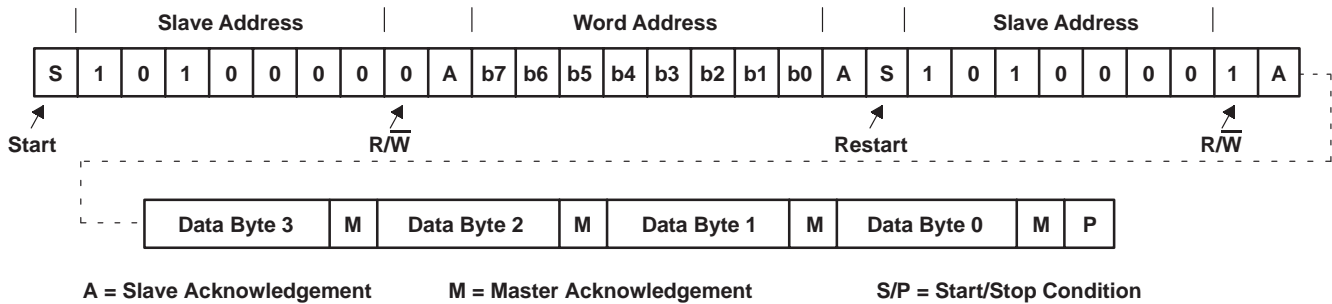 Slave Address Word Address Slave Address
S 1 0 1 0 0 0 0 0 A b7 b6 b5 b4 b3 b2 b1 b0 A S 1 0 1 0 0 0 0 1 A
Start R/W̅ Restart R/W̅
Data Byte 3 M Data Byte 2 M Data Byte 1 M Data Byte 0 M P
A = Slave Acknowledgement M = Master Acknowledgement S/P = Start/Stop Condition